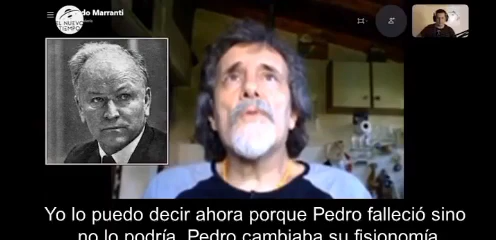 do Marranti
EL NUEVO
TIEMPO
Yo lo puedo decir ahora porque Pedro falleció sino
no lo podría. Pedro cambiaba su fisionomía